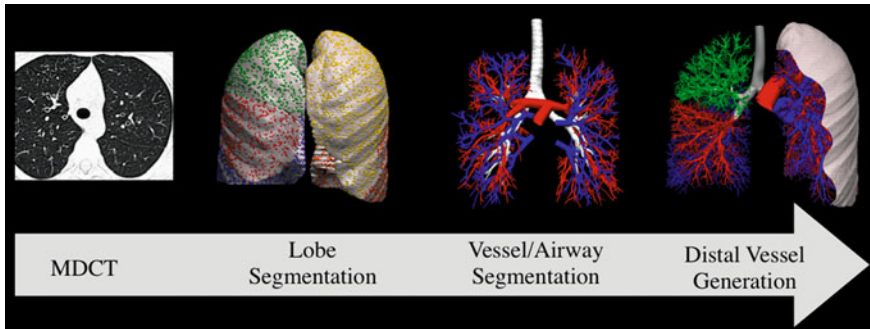 MDCT
Lobe
Segmentation
Vessel/Airway
Segmentation
Distal Vessel
Generation